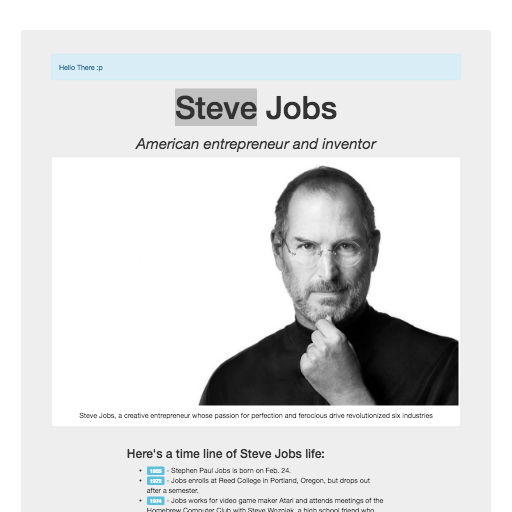 Hello There :p
Steve Jobs
American entrepreneur and inventor
Steve Jobs, a creative entrepreneur whose passion for perfection and ferocious drive revolutionized six industries
Here's a time line of Steve Jobs life:
1955 - Stephen Paul Jobs is born on Feb. 24.
1972 - Jobs enrolls at Reed College in Portland, Oregon, but drops out
after a semester.
1974 - Jobs works for video game maker Atari and attends meetings of the
Homebrew Computer Club with Steve Wozniak, a high school friend who